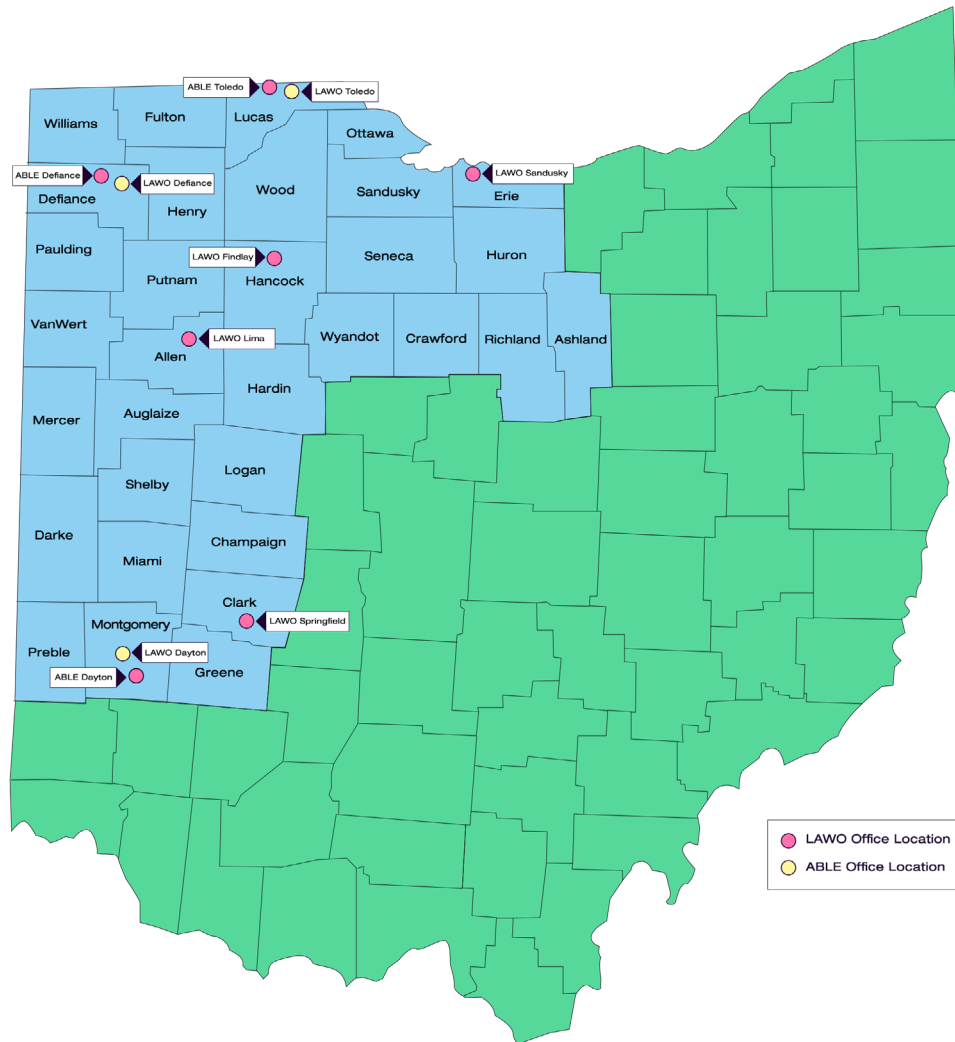 ABLE Toledo
LAWO Toledo
Williams
Fulton
Lucas
Ottawa
ABLE Defiance
LAWO Defiance
Defiance
Henry
Wood
Sandusky
LAWO Sandusky
Erie
Paulding
Putnam
LAWO Findlay
Hancock
Seneca
Huron
VanWert
LAWO Lima
Allen
Wyandot
Crawford
Richland
Ashland
Hardin
Mercer
Auglaize
Logan
Shelby
Darke
Champaign
Miami
Clark
LAWO Springfield
Montgomery
Preble
LAWO Dayton
ABLE Dayton
Greene
LAWO Office Location
ABLE Office Location